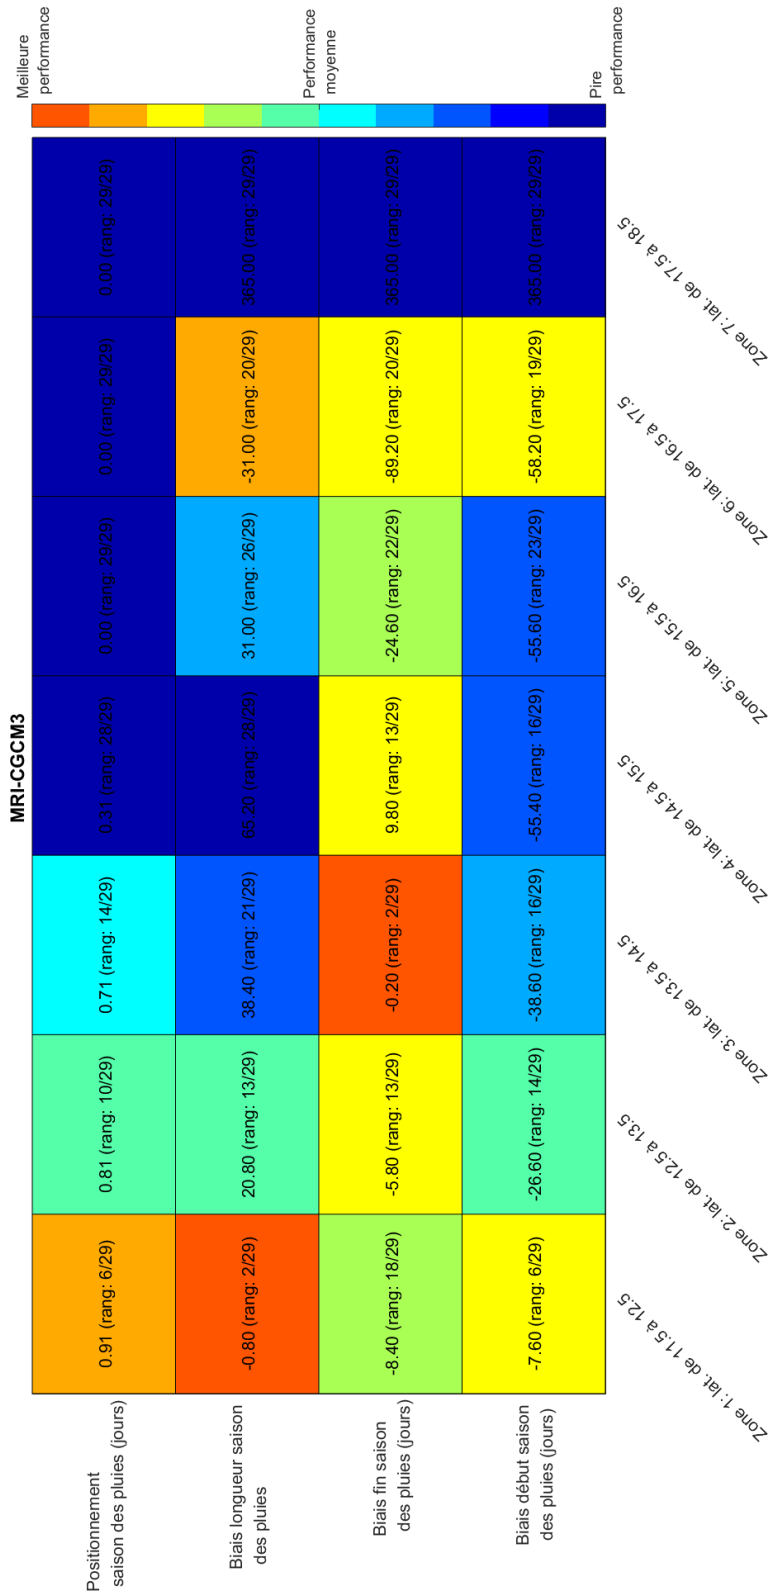 MRI-CGCM3
Positionnement
saison des pluies (jours)
0.91 (rang: 6/29)
0.81 (rang: 10/29)
0.71 (rang: 14/29)
0.31 (rang: 28/29)
0.00 (rang: 29/29)
0.00 (rang: 29/29)
0.00 (rang: 29/29)
Biais longueur saison
des pluies
-0.80 (rang: 2/29)
20.80 (rang: 13/29)
38.40 (rang: 21/29)
65.20 (rang: 28/29)
31.00 (rang: 26/29)
-31.00 (rang: 20/29)
365.00 (rang: 29/29)
Biais fin saison
des pluies (jours)
-8.40 (rang: 18/29)
-5.80 (rang: 13/29)
-0.20 (rang: 2/29)
9.80 (rang: 13/29)
-24.60 (rang: 22/29)
-89.20 (rang: 20/29)
365.00 (rang: 29/29)
Biais début saison
des pluies (jours)
-7.60 (rang: 6/29)
-26.60 (rang: 14/29)
-38.60 (rang: 16/29)
-55.40 (rang: 16/29)
-55.60 (rang: 23/29)
-58.20 (rang: 19/29)
365.00 (rang: 29/29)
Zone 1: lat. de 11.5 à 12.5
Zone 2: lat. de 12.5 à 13.5
Zone 3: lat. de 13.5 à 14.5
Zone 4: lat. de 14.5 à 15.5
Zone 5: lat. de 15.5 à 16.5
Zone 6: lat. de 16.5 à 17.5
Zone 7: lat. de 17.5 à 18.5
Meilleure
performance
Performance
moyenne
Pire
performance